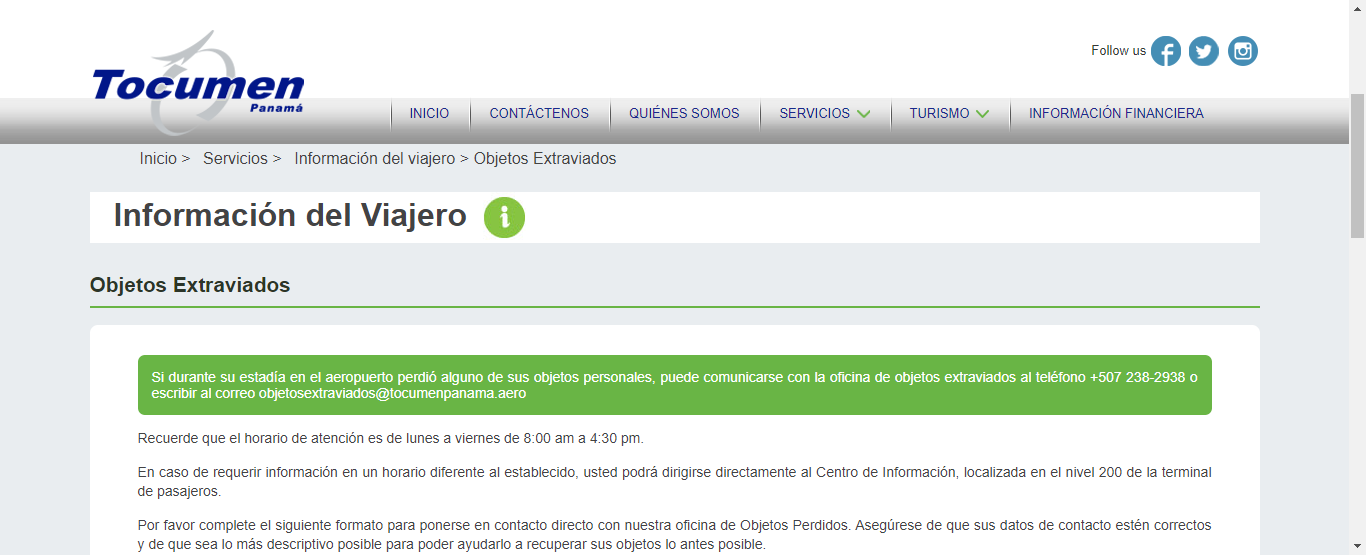 Follow us
Tocumen
Panamá
INICIO
CONTÁCTENOS
QUIÉNES SOMOS
SERVICIOS
TURISMO
INFORMACIÓN FINANCIERA
Inicio > Servicios > Información del viajero > Objetos Extraviados
Información del Viajero
Objetos Extraviados
Si durante su estadía en el aeropuerto perdió alguno de sus objetos personales, puede comunicarse con la oficina de objetos extraviados al teléfono +507 238-2938 o
escribir al correo objetosextraviados@tocumenpanama.aero
Recuerde que el horario de atención es de lunes a viernes de 8:00 am a 4:30 pm.
En caso de requerir información en un horario diferente al establecido, usted podrá dirigirse directamente al Centro de Información, localizada en el nivel 200 de la terminal
de pasajeros.
Por favor complete el siguiente formato para ponerse en contacto directo con nuestra oficina de Objetos Perdidos. Asegúrese de que sus datos de contacto estén correctos
y de que sea lo más descriptivo posible para poder ayudarlo a recuperar sus objetos lo antes posible.